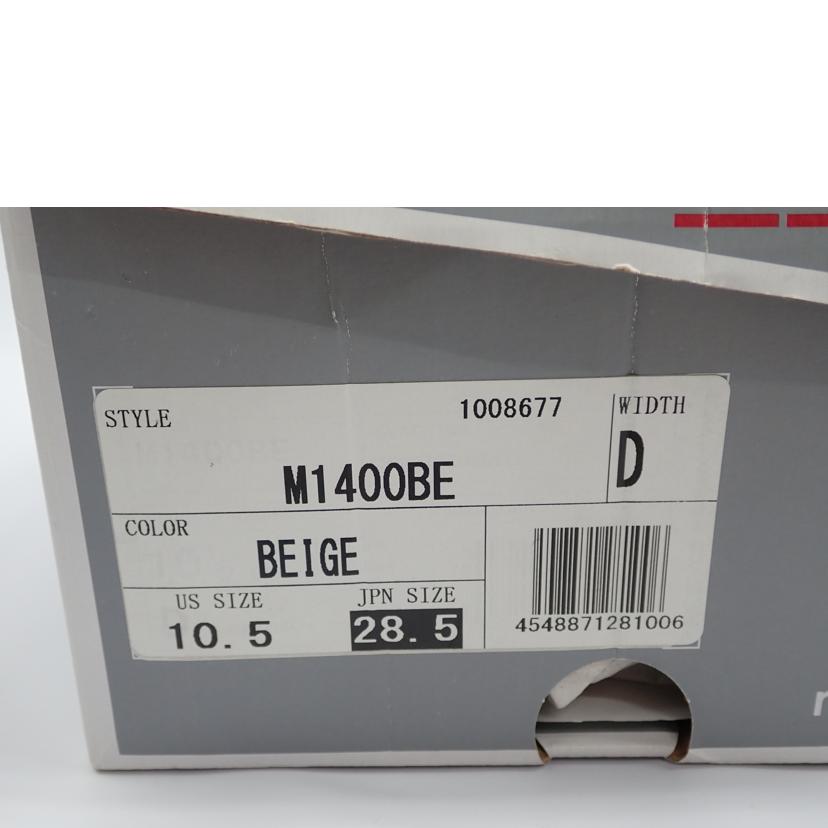 STYLE 1008677 WIDTH
M1400BE D
COLOR
BEIGE
US SIZE JPN SIZE
10.5 28.5
4548871281006